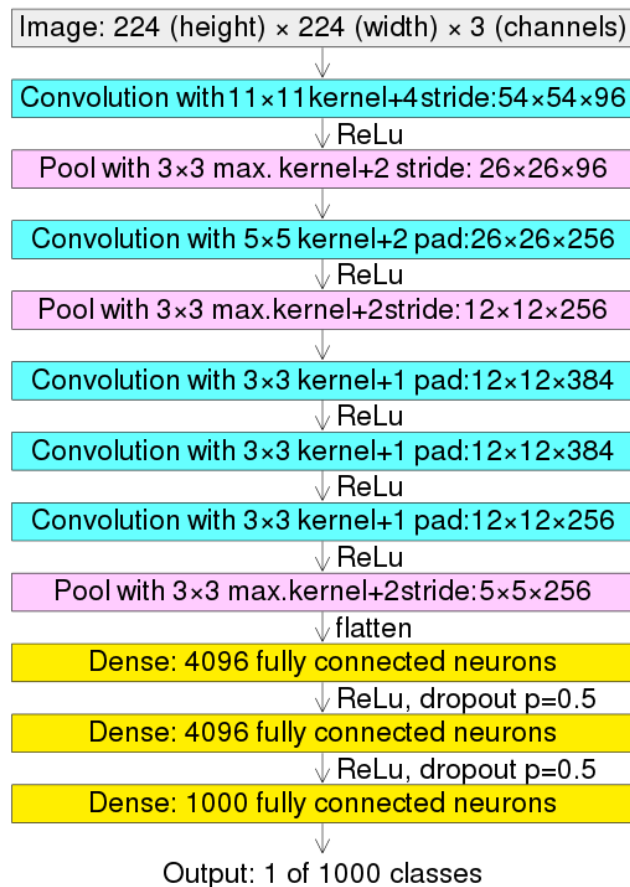 Image: 224 (height) × 224 (width) × 3 (channels)
Convolution with 11×11 kernel+4 stride: 54×54×96
ReLu
Pool with 3×3 max. kernel+2 stride: 26×26×96
Convolution with 5×5 kernel+2 pad:26×26×256
ReLu
Pool with 3×3 max.kernel+2stride:12×12×256
Convolution with 3×3 kernel+1 pad:12×12×384
ReLu
Convolution with 3×3 kernel+1 pad:12×12×384
ReLu
Convolution with 3×3 kernel+1 pad:12×12×256
ReLu
Pool with 3×3 max.kernel+2stride:5×5×256
flatten
Dense: 4096 fully connected neurons
ReLu, dropout p=0.5
Dense: 4096 fully connected neurons
ReLu, dropout p=0.5
Dense: 1000 fully connected neurons
Output: 1 of 1000 classes